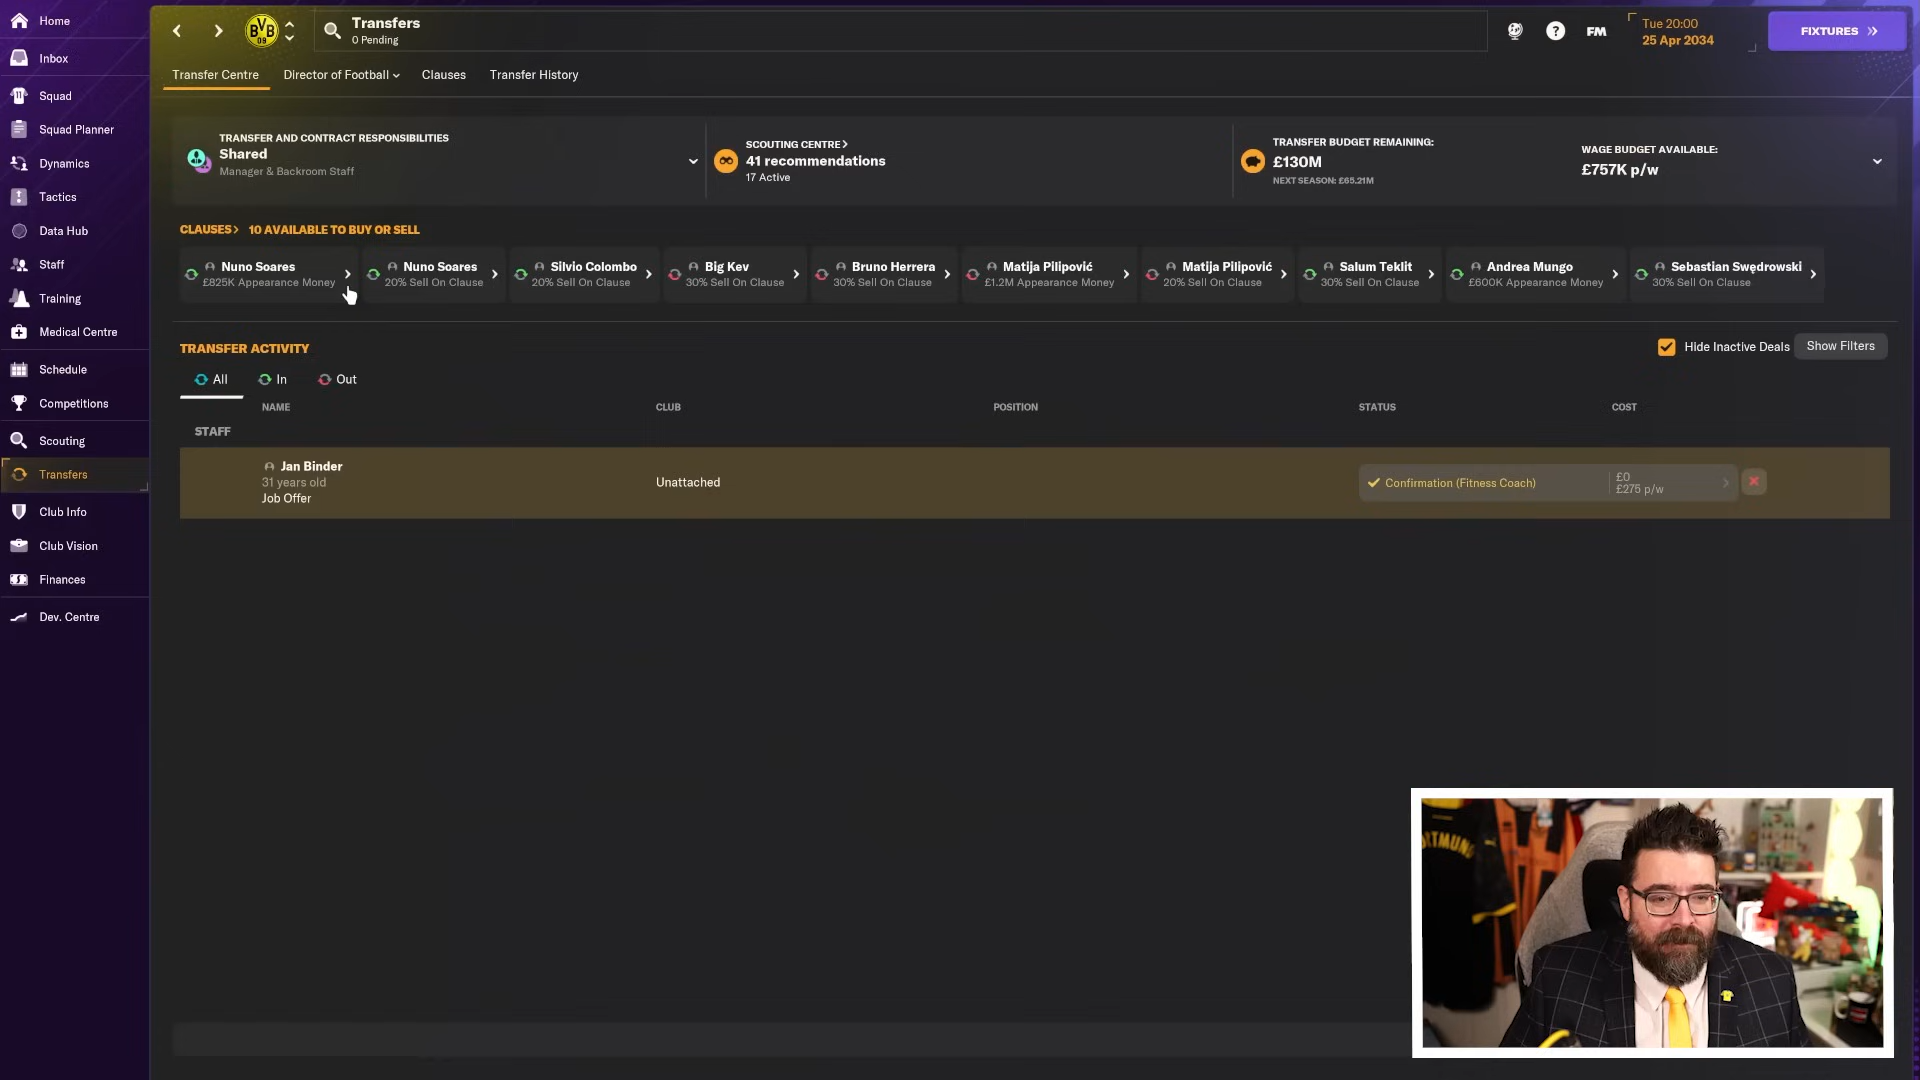 Home
Inbox
Squad
Squad Planner
Dynamics
Tactics
Data Hub
Staff
Training
Medical Centre
Schedule
Competitions
Scouting
Transfers
Club Info
Club Vision
Finances
Dev. Centre
BVB
09
Transfers
0 Pending
?
FM
Tue 20:00
25 Apr 2034
FIXTURES
Transfer Centre
Director of Football
Clauses
Transfer History
TRANSFER AND CONTRACT RESPONSIBILITIES
Shared
Manager & Backroom Staff
SCOUTING CENTRE
41 recommendations
17 Active
TRANSFER BUDGET REMAINING:
£130M
NEXT SEASON: £65.21M
WAGE BUDGET AVAILABLE:
£757K p/w
CLAUSES 10 AVAILABLE TO BUY OR SELL
Nuno Soares
£825K Appearance Money
Nuno Soares
20% Sell On Clause
Silvio Colombo
20% Sell On Clause
Big Kev
30% Sell On Clause
Bruno Herrera
30% Sell On Clause
Matija Pilipović
£1.2M Appearance Money
Matija Pilipović
20% Sell On Clause
Salum Teklit
30% Sell On Clause
Andrea Mungo
£600K Appearance Money
Sebastian Swędrowski
30% Sell On Clause
TRANSFER ACTIVITY
Hide Inactive Deals
Show Filters
All
In
Out
NAME
CLUB
POSITION
STATUS
COST
STAFF
Jan Binder
31 years old
Job Offer
Unattached
Confirmation (Fitness Coach)
£0
£275 p/w
RTMUN